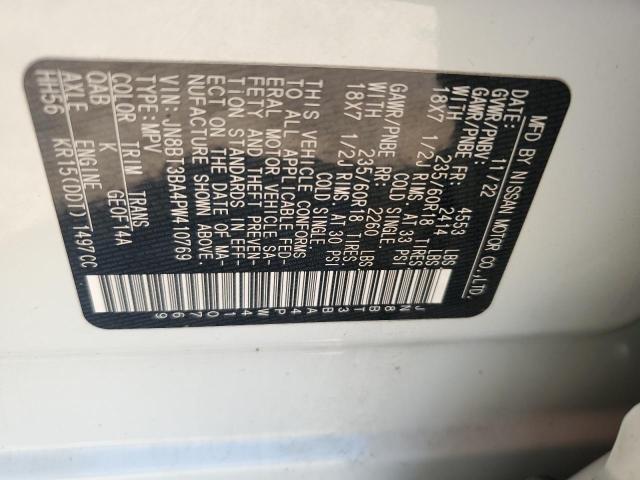 MFD. BY NISSAN MOTOR CO.,LTD.
DATE: 11/22
GVWR/PNBV: 4553 LBS.
GAWR/PNBE FR: 2414 LBS.
WITH 235/60R18 TIRES
18X7 1/2J RIMS AT 33 PSI
COLD SINGLE
GAWR/PNBE RR: 2260 LBS.
WITH 235/60R18 TIRES
18X7 1/2J RIMS AT 30 PSI
COLD SINGLE
THIS VEHICLE CONFORMS
TO ALL APPLICABLE FED-
ERAL MOTOR VEHICLE SA-
FETY AND THEFT PREVEN-
TION STANDARDS IN EFF-
ECT ON THE DATE OF MA-
NUFACTURE SHOWN ABOVE.
VIN: JN8BT3BA4PW410769
TYPE: MPV
COLOR TRIM TRANS
QAB K GE0F14A
AXLE ENGINE
HH56 KR15(DDT) 1497CC
JN8BT3BA4PW410769